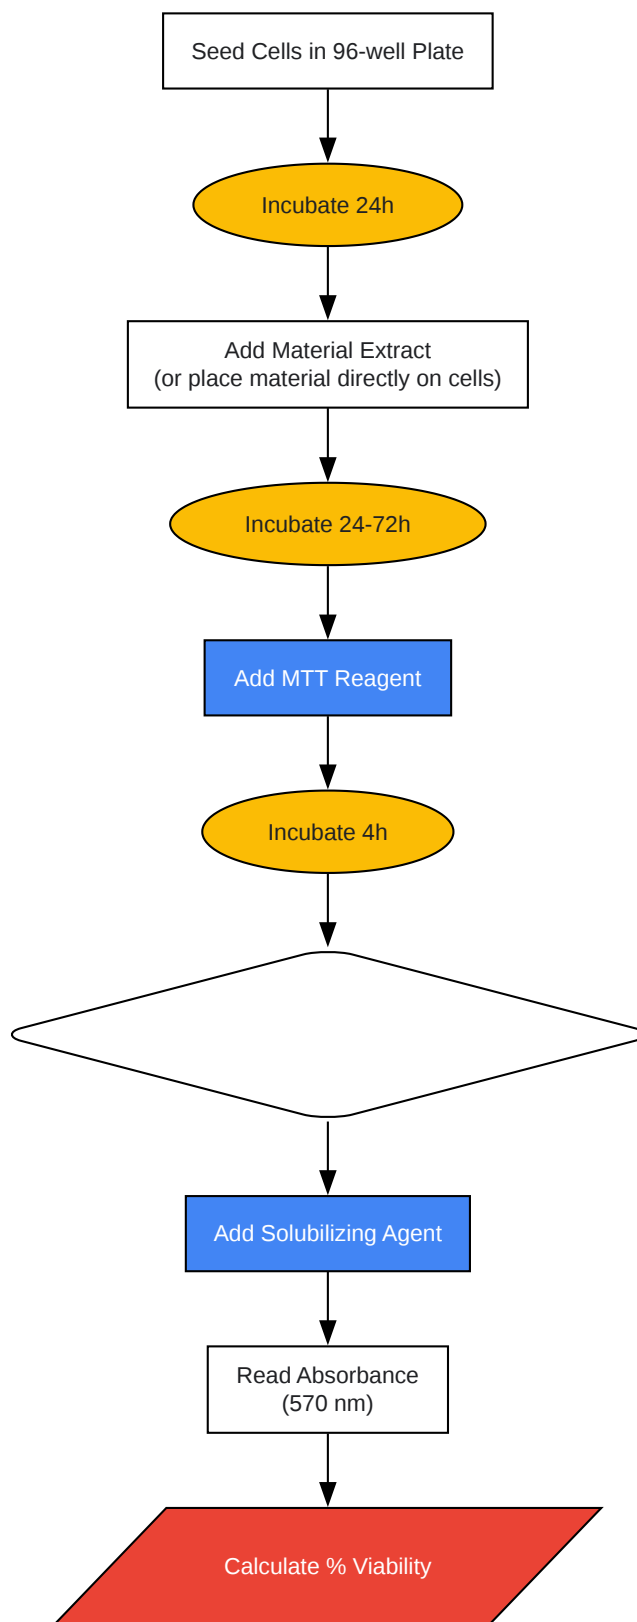 Seed Cells in 96-well Plate
Incubate 24h
Add Material Extract
(or place material directly on cells)
Incubate 24-72h
Add MTT Reagent
Incubate 4h
Add Solubilizing Agent
Read Absorbance
(570 nm)
Calculate % Viability